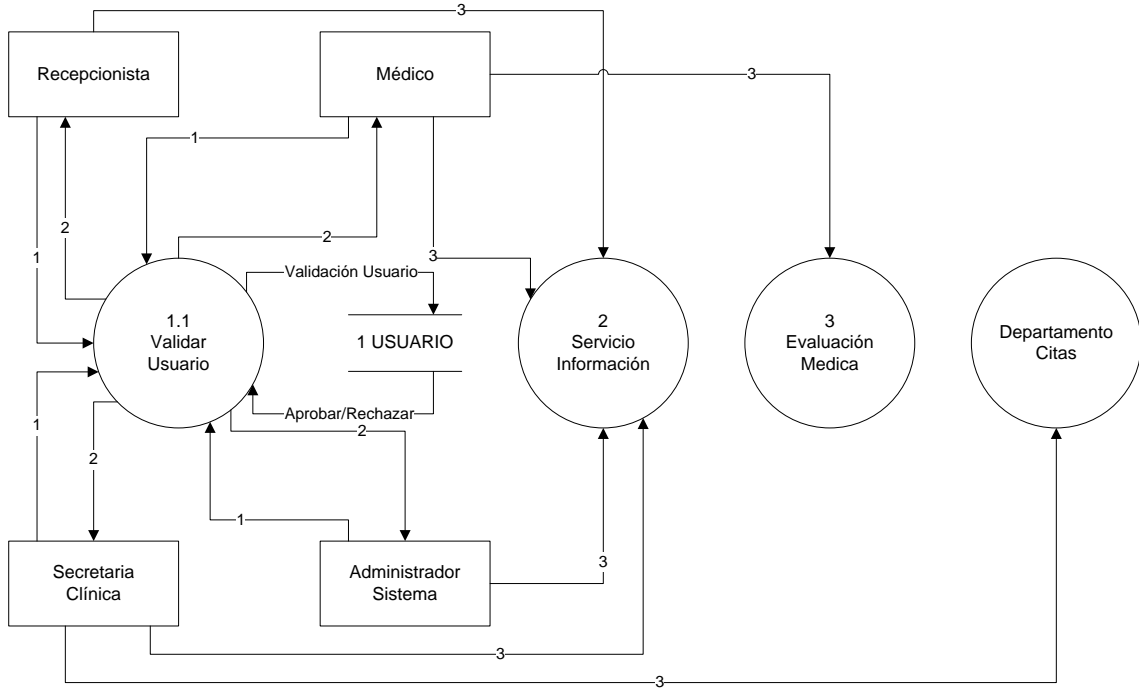 3
Recepcionista
Médico
3
1
2
2
1
3
Validación Usuario
1.1
Validar
Usuario
1 USUARIO
2
Servicio
Información
3
Evaluación
Medica
Departamento
Citas
Aprobar/Rechazar
1
2
2
1
3
Secretaria
Clínica
Administrador
Sistema
3
3